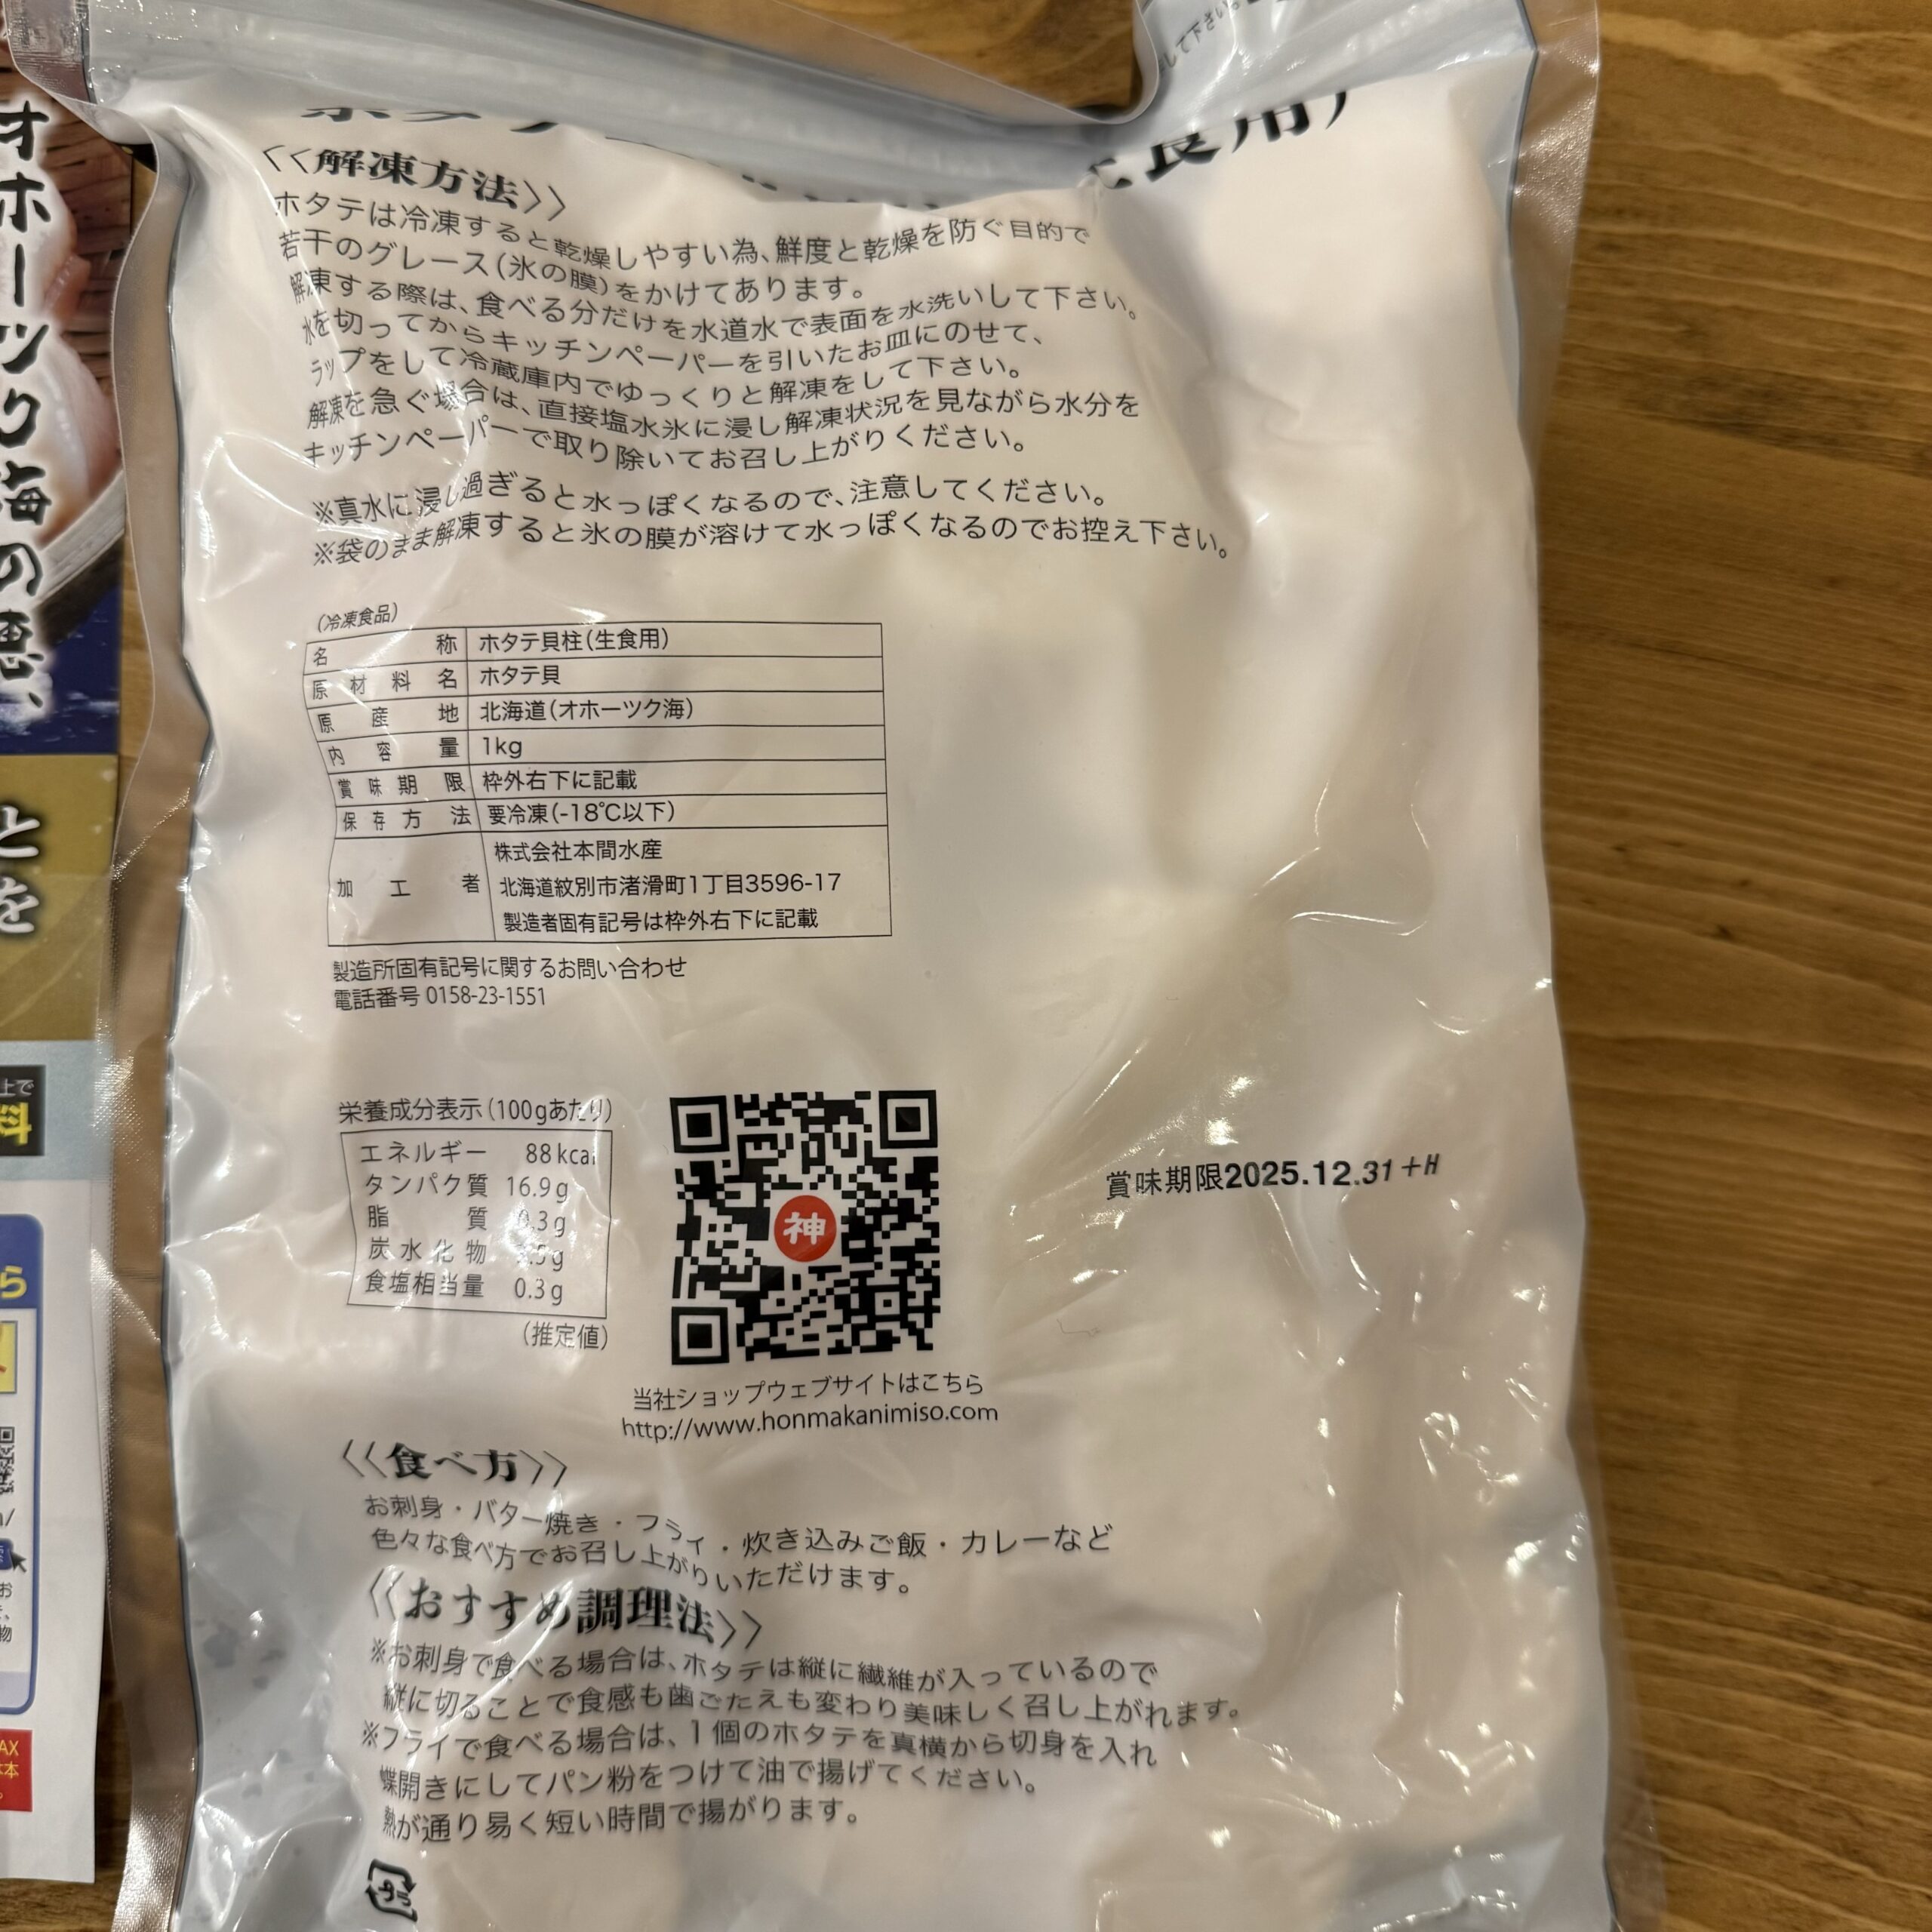 オホーツク海の恵、
食用）
<<解凍方法>>
ホタテは冷凍すると乾燥しやすい為、鮮度と乾燥を防ぐ目的で
若干のグレース（氷の膜）をかけてあります。
解凍する際は、食べる分だけを水道水で表面を水洗いして下さい。
水を切ってからキッチンペーパーを引いたお皿にのせて、
ラップをして冷蔵庫内でゆっくりと解凍をして下さい。
解凍を急ぐ場合は、直接塩水氷に浸し解凍状況を見ながら水分を
キッチンペーパーで取り除いてお召し上がりください。
※真水に浸し過ぎると水っぽくなるので、注意してください。
※袋のまま解凍すると氷の膜が溶けて水っぽくなるのでお控え下さい。
（冷凍食品）
名称 ホタテ貝柱（生食用）
原材料名 ホタテ貝
原産地 北海道（オホーツク海）
内容量 1kg
賞味期限 枠外右下に記載
保存方法 要冷凍（-18℃以下）
加工者 株式会社本間水産
北海道紋別市渚滑町1丁目3596-17
製造者固有記号は枠外右下に記載
製造所固有記号に関するお問い合わせ
電話番号 0158-23-1551
栄養成分表示（100gあたり）
エネルギー 88kcal
タンパク質 16.9g
脂質 0.3g
炭水化物
食塩相当量 0.3g
（推定値）
神
当社ショップウェブサイトはこちら
http://www.honmakanimiso.com
賞味期限2025.12.31+H
<<食べ方>>
お刺身・バター焼き・フライ・炊き込みご飯・カレーなど
色々な食べ方でお召し上がりいただけます。
<<おすすめ調理法>>
※お刺身で食べる場合は、ホタテは縦に繊維が入っているので
縦に切ることで食感も歯ごたえも変わり美味しく召し上がれます。
※フライで食べる場合は、1個のホタテを真横から切身を入れ
蝶開きにしてパン粉をつけて油で揚げてください。
熱が通り易く短い時間で揚がります。
プラ